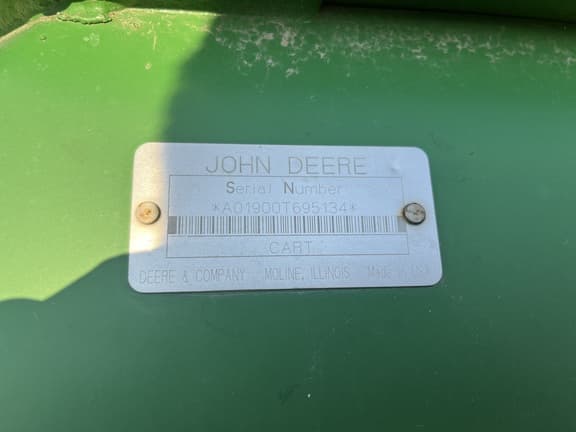 JOHN DEERE
Serial Number
*A01900T695134*
CART
DEERE & COMPANY MOLINE, ILLINOIS MADE IN USA